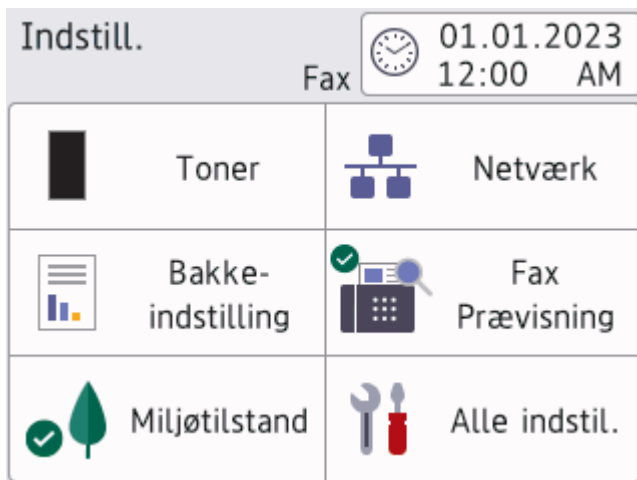 Indstill.
Fax
01.01.2023
12:00 AM
Toner
Netværk
Bakke-
indstilling
Fax
Prævisning
Miljøtilstand
Alle indstil.